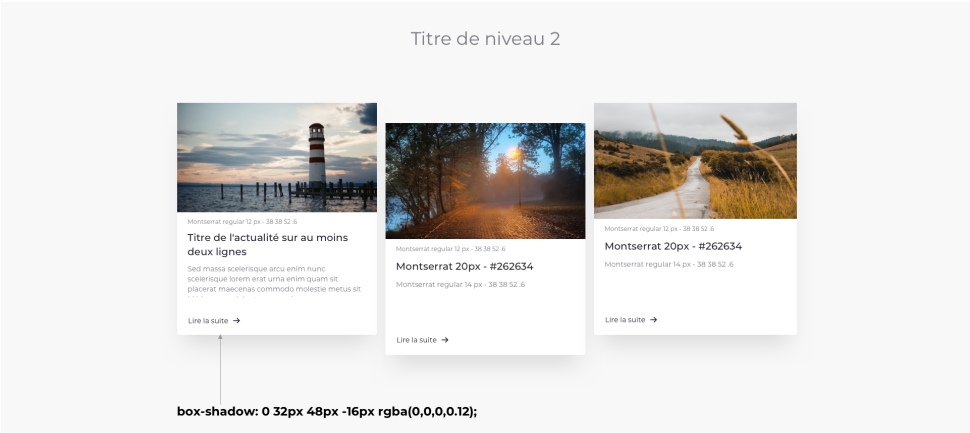 Titre de niveau 2
Montserrat regular 12 px - 38 38 52 .6
Titre de l'actualité sur au moins
deux lignes
Sed massa scelerisque arcu enim nunc
scelerisque lorem erat urna enim quam sit
placerat maecenas commodo molestie metus sit
Lire la suite
Montserrat regular 12 px - 38 38 52 .6
Montserrat 20px - #262634
Montserrat regular 14 px - 38 38 52 .6
Lire la suite
Montserrat regular 12 px - 38 38 52 .6
Montserrat 20px - #262634
Montserrat regular 14 px - 38 38 52 .6
Lire la suite
box-shadow: 0 32px 48px -16px rgba(0,0,0,0.12);